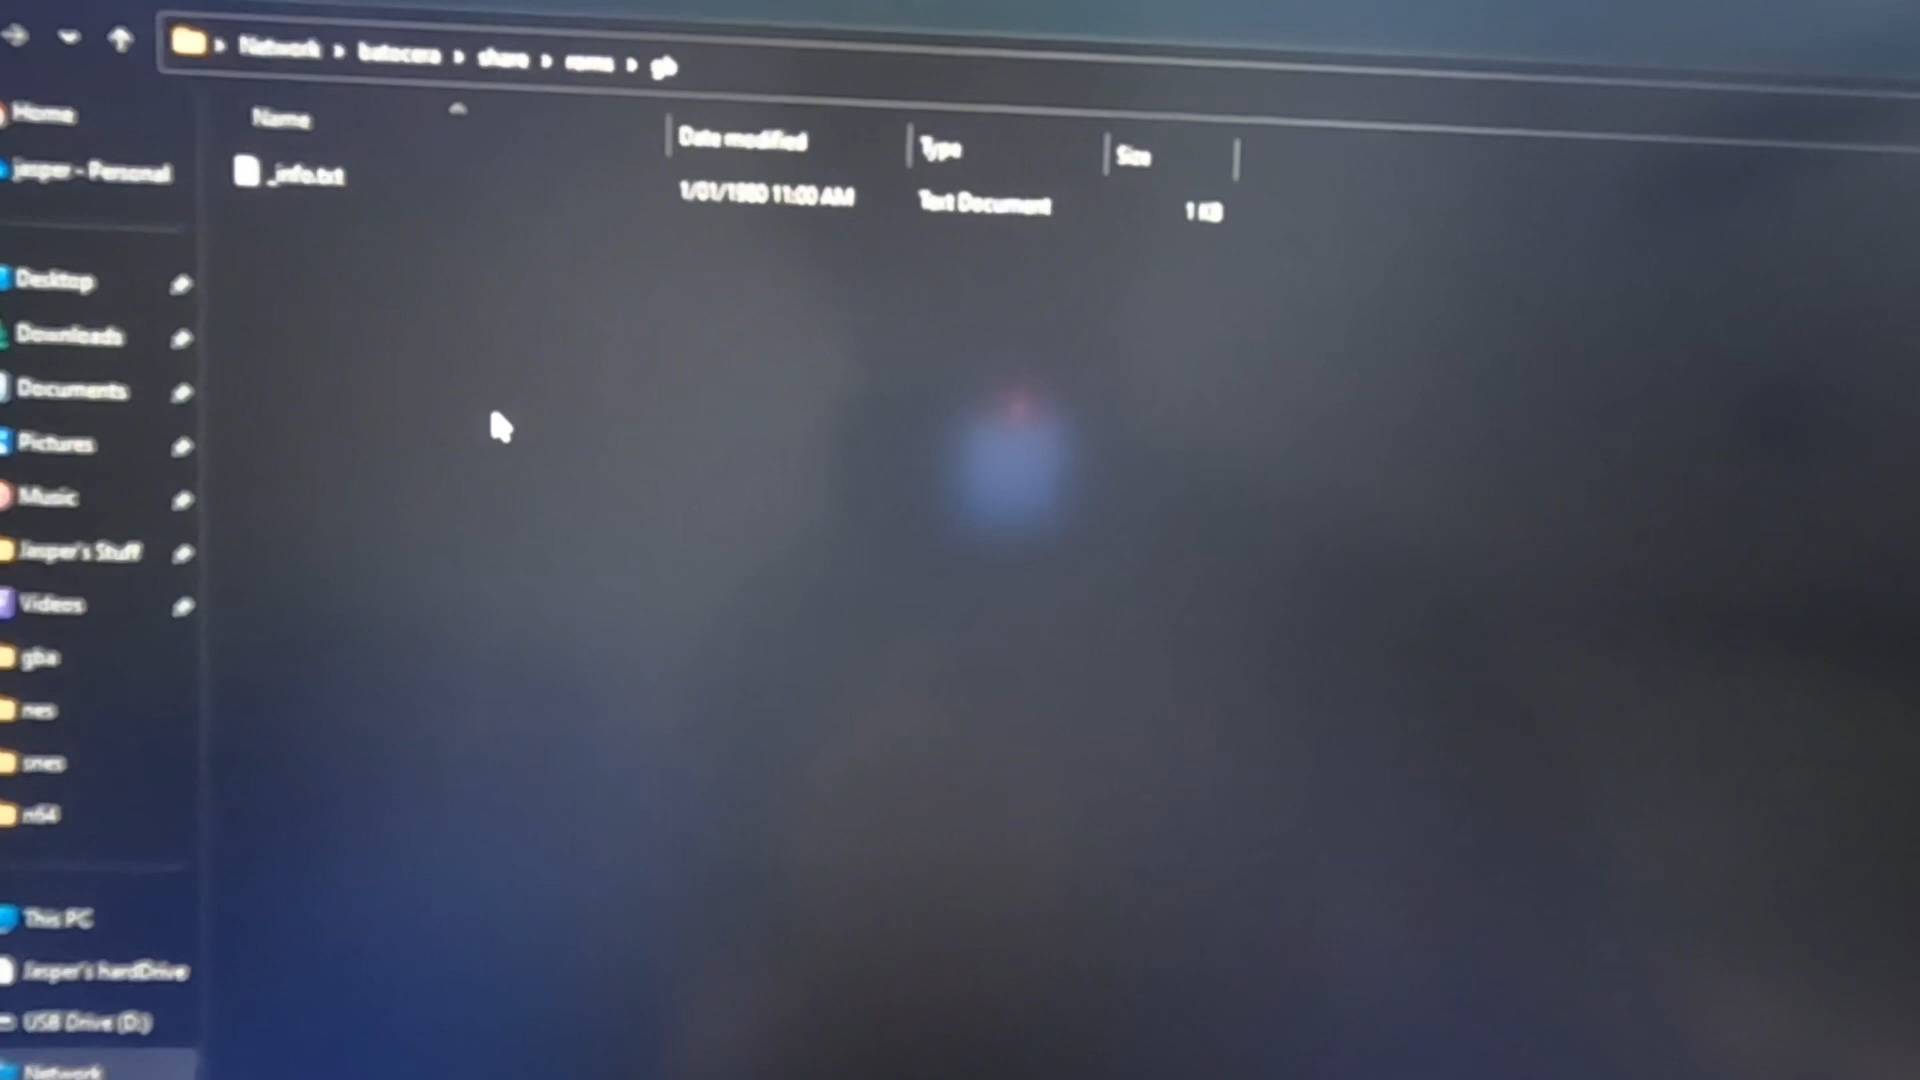 Network › batocera › share › roms › gb
Name
Date modified
Type
Size
_info.txt
1/01/1980 11:00 AM
Text Document
1 KB
Home
jasper - Personal
Desktop
Downloads
Documents
Pictures
Music
Jasper's Stuff
Videos
gba
nes
snes
n64
This PC
Jasper's hardDrive
USB Drive (D:)
Network